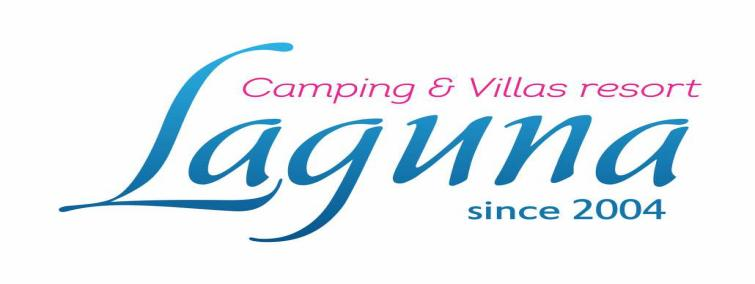 Camping & Villas resort
Laguna
since 2004